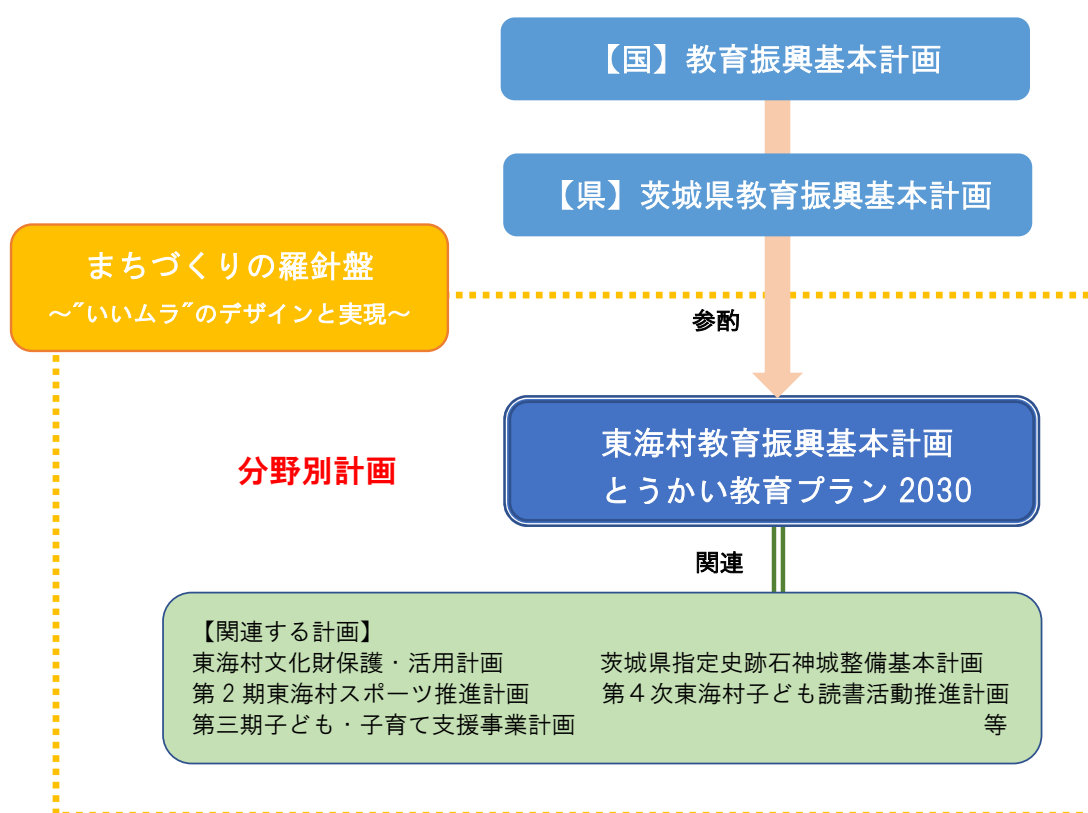 【国】教育振興基本計画
【県】茨城県教育振興基本計画
まちづくりの羅針盤
～"いいムラ"のデザインと実現～
参酌
東海村教育振興基本計画
とうかい教育プラン 2030
分野別計画
関連
【関連する計画】
東海村文化財保護・活用計画 茨城県指定史跡石神城整備基本計画
第2期東海村スポーツ推進計画 第4次東海村子ども読書活動推進計画
第三期子ども・子育て支援事業計画 等